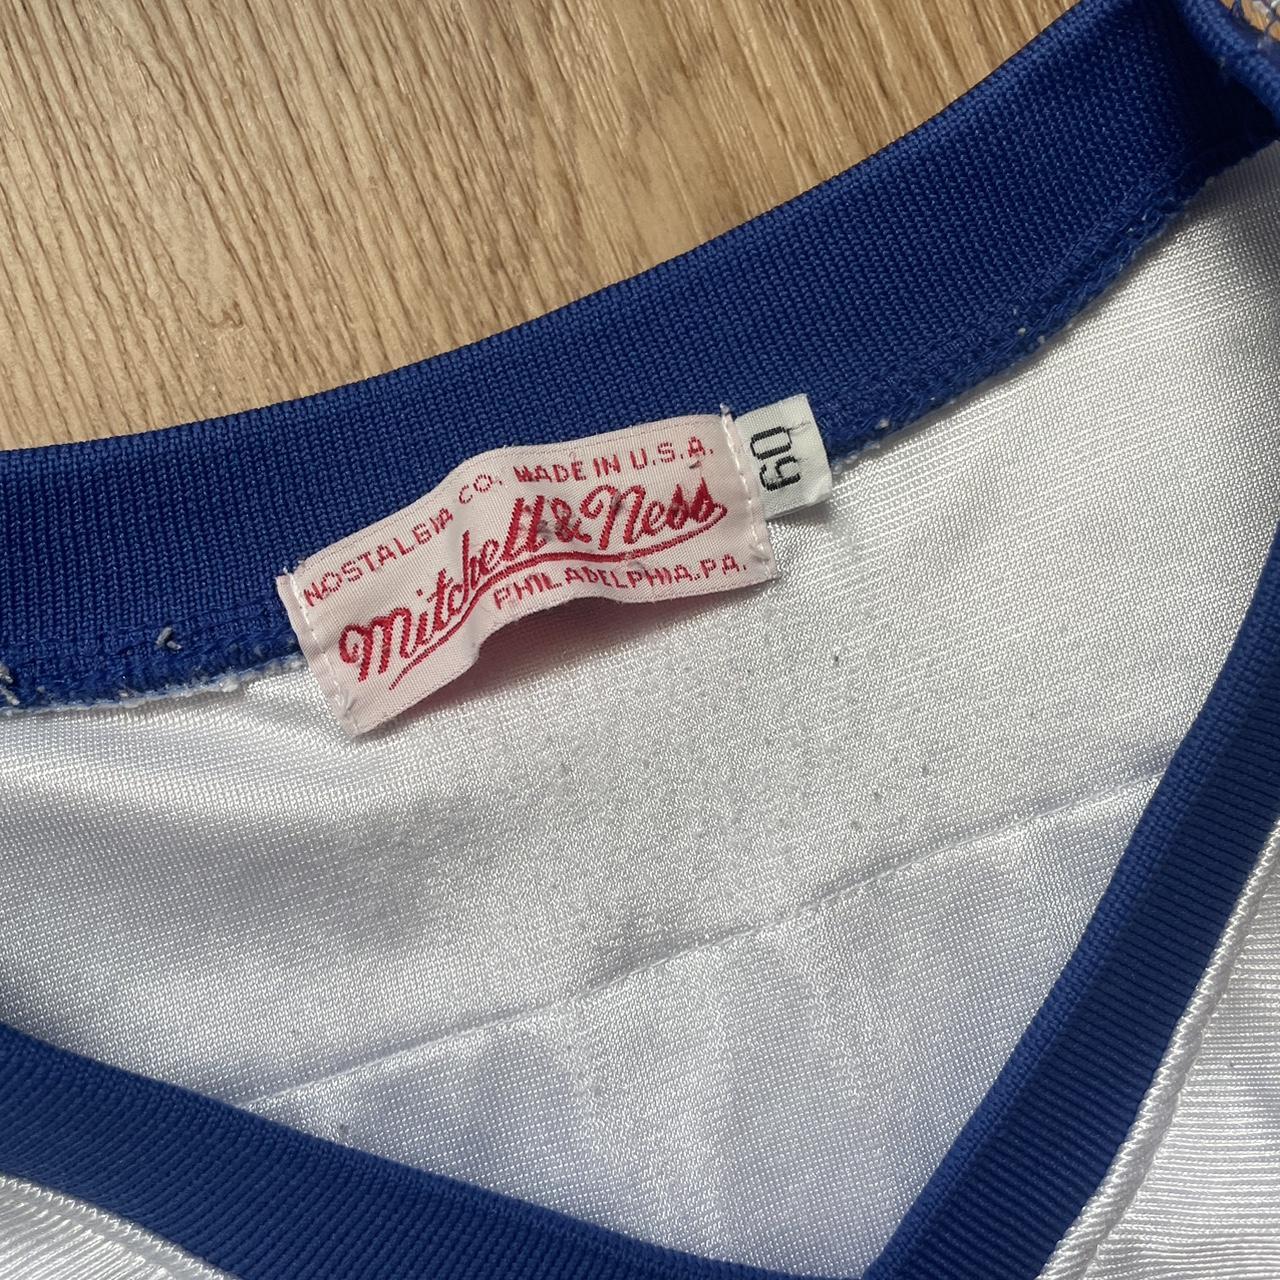 NOSTALGIA CO. MADE IN U.S.A.
Mitchell & Ness
PHILADELPHIA, PA.
60